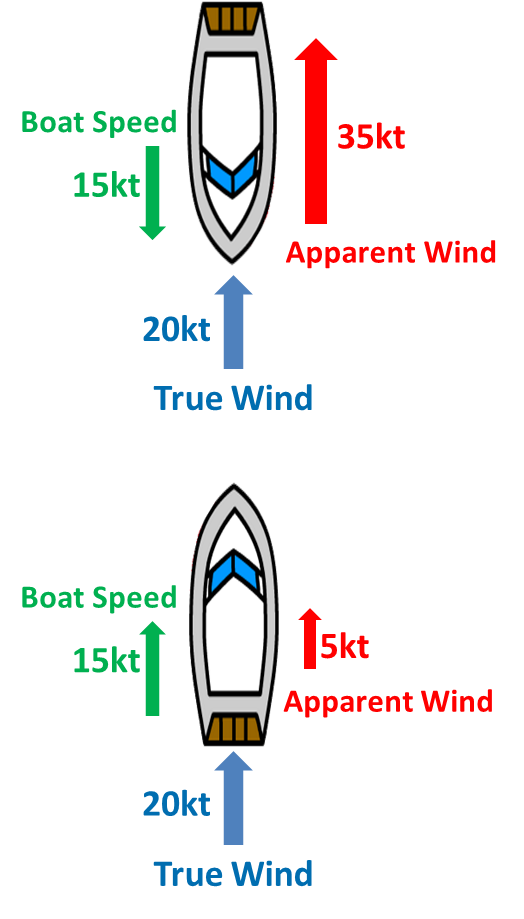 Boat Speed
15kt
35kt
Apparent Wind
20kt
True Wind
Boat Speed
15kt
5kt
Apparent Wind
20kt
True Wind